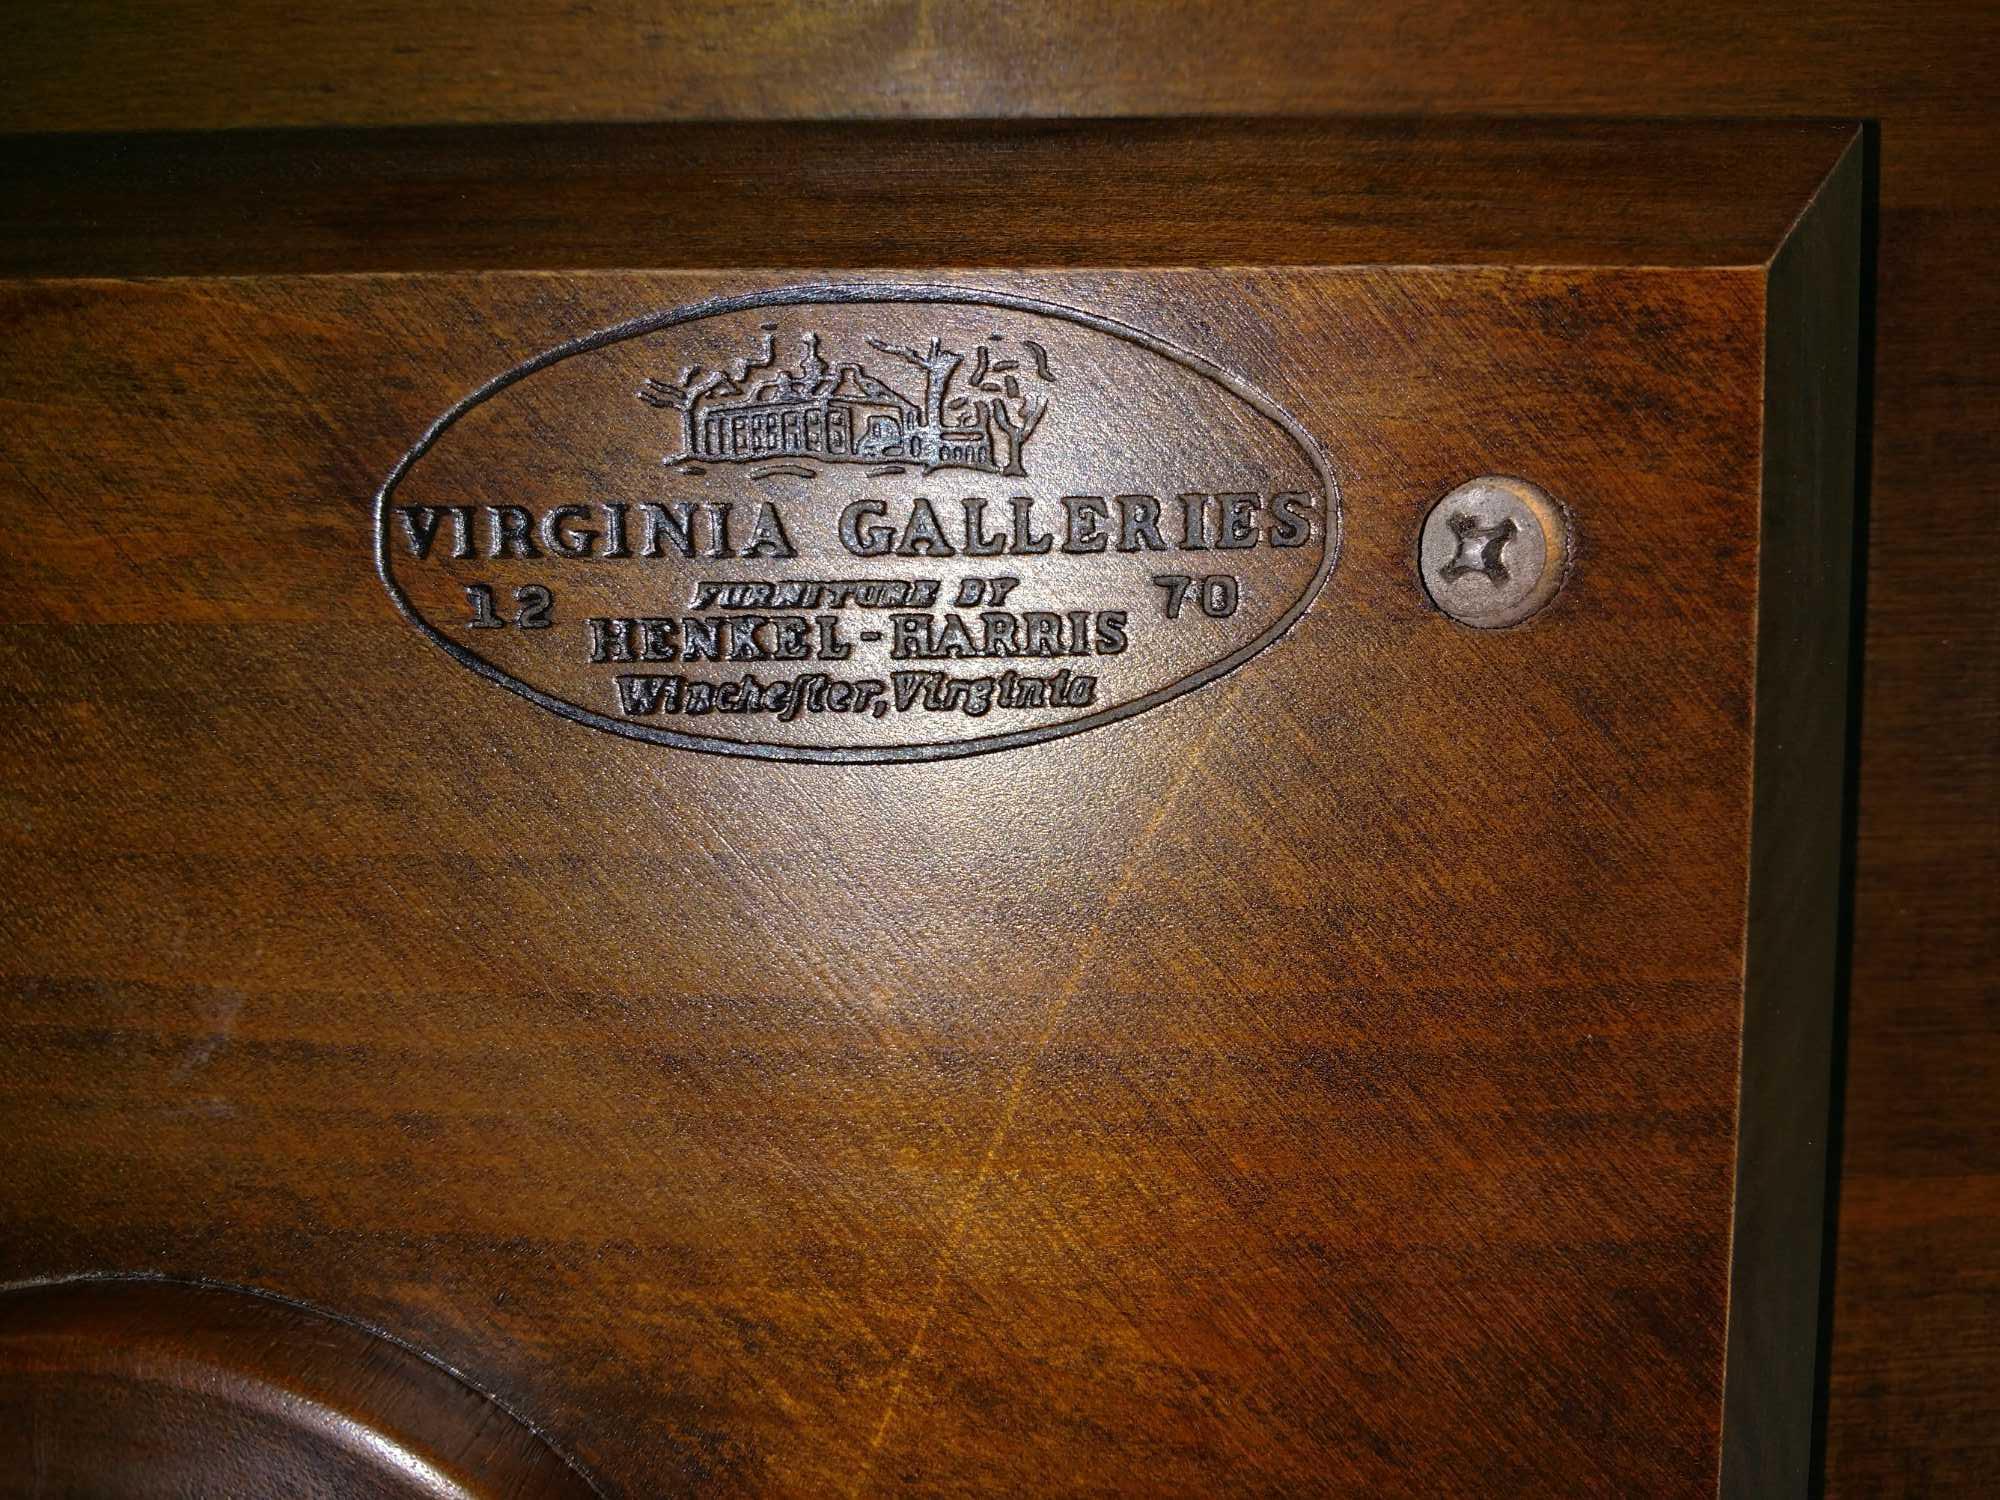 VIRGINIA GALLERIES
12 FURNITURE BY 70
HENKEL-HARRIS
Wincheſter, Virginia